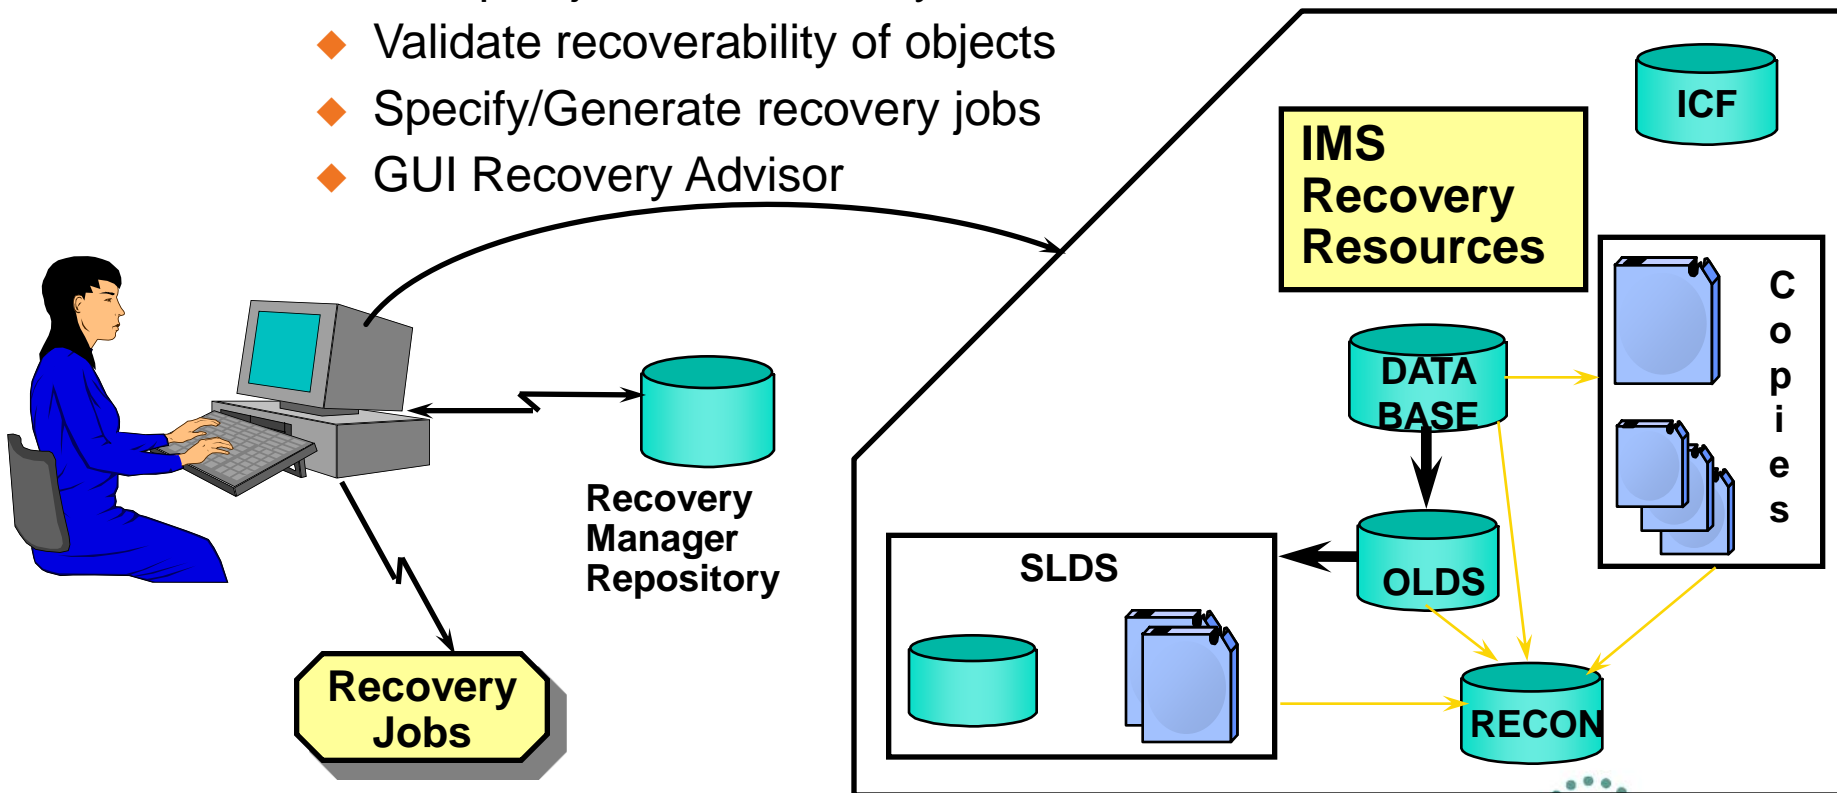 Validate recoverability of objects
Specify/Generate recovery jobs
GUI Recovery Advisor
ICF
IMS
Recovery
Resources
Copies
DATA
BASE
OLDS
SLDS
RECON
Recovery
Manager
Repository
Recovery
Jobs